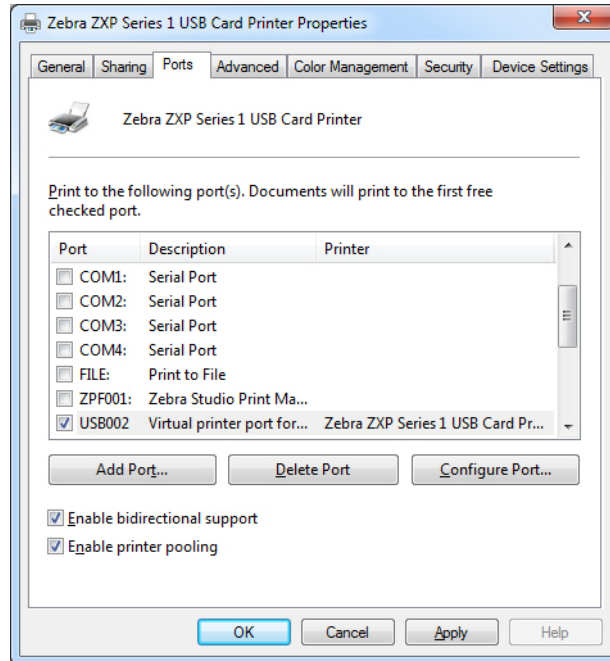 Zebra ZXP Series 1 USB Card Printer Properties
General Sharing Ports Advanced Color Management Security Device Settings
Zebra ZXP Series 1 USB Card Printer
Print to the following port(s). Documents will print to the first free
checked port.
Port Description Printer
COM1: Serial Port
COM2: Serial Port
COM3: Serial Port
COM4: Serial Port
FILE: Print to File
ZPF001: Zebra Studio Print Ma...
USB002 Virtual printer port for... Zebra ZXP Series 1 USB Card Pr...
Add Port... Delete Port Configure Port...
Enable bidirectional support
Enable printer pooling
OK Cancel Apply Help